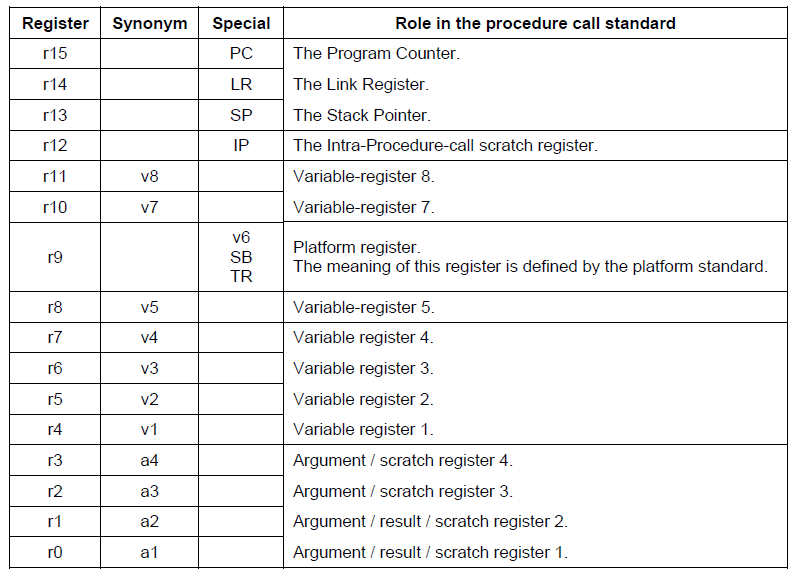 Register Synonym Special Role in the procedure call standard
r15 PC The Program Counter.
r14 LR The Link Register.
r13 SP The Stack Pointer.
r12 IP The Intra-Procedure-call scratch register.
r11 v8 Variable-register 8.
r10 v7 Variable-register 7.
r9
v6
SB
TR
Platform register.
The meaning of this register is defined by the platform standard.
r8 v5 Variable-register 5.
r7 v4 Variable register 4.
r6 v3 Variable register 3.
r5 v2 Variable register 2.
r4 v1 Variable register 1.
r3 a4 Argument / scratch register 4.
r2 a3 Argument / scratch register 3.
r1 a2 Argument / result / scratch register 2.
r0 a1 Argument / result / scratch register 1.